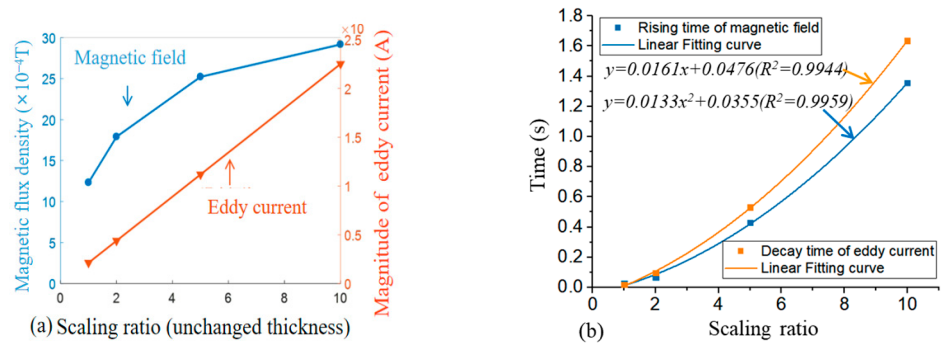 30
25
20
15
10
5
0
Magnetic flux density (×10⁻⁴T)
Magnetic field
Eddy current
×10
2.5
2
1.5
1
0.5
0
Magnitude of eddy current (A)
0 2 4 6 8 10
(a) Scaling ratio (unchanged thickness)
1.8
1.6
1.4
1.2
1.0
0.8
0.6
0.4
0.2
0.0
Time (s)
Rising time of magnetic field
Linear Fitting curve
y=0.0161x+0.0476(R²=0.9944)
y=0.0133x²+0.0355(R²=0.9959)
Decay time of eddy current
Linear Fitting curve
0 2 4 6 8 10
(b) Scaling ratio